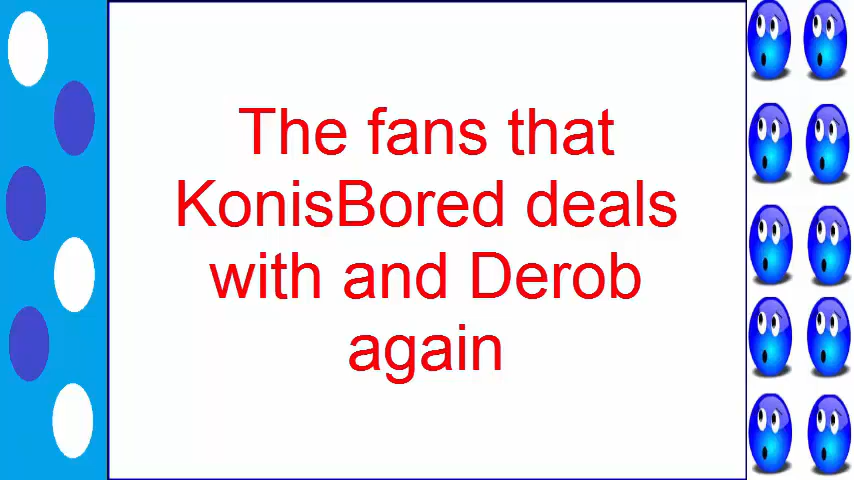 The fans that
KonisBored deals
with and Derob
again